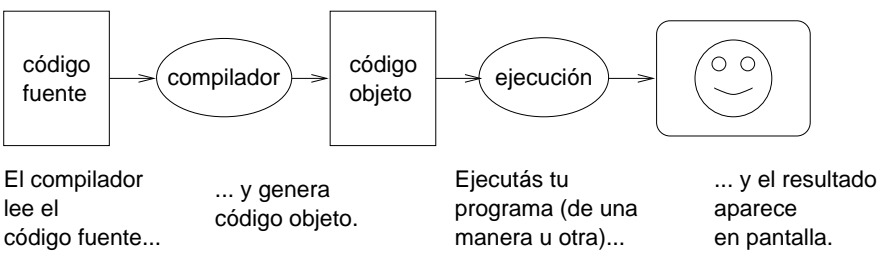 código
fuente
compilador
código
objeto
ejecución
El compilador
lee el
código fuente...
... y genera
código objeto.
Ejecutás tu
programa (de una
manera u otra)...
... y el resultado
aparece
en pantalla.